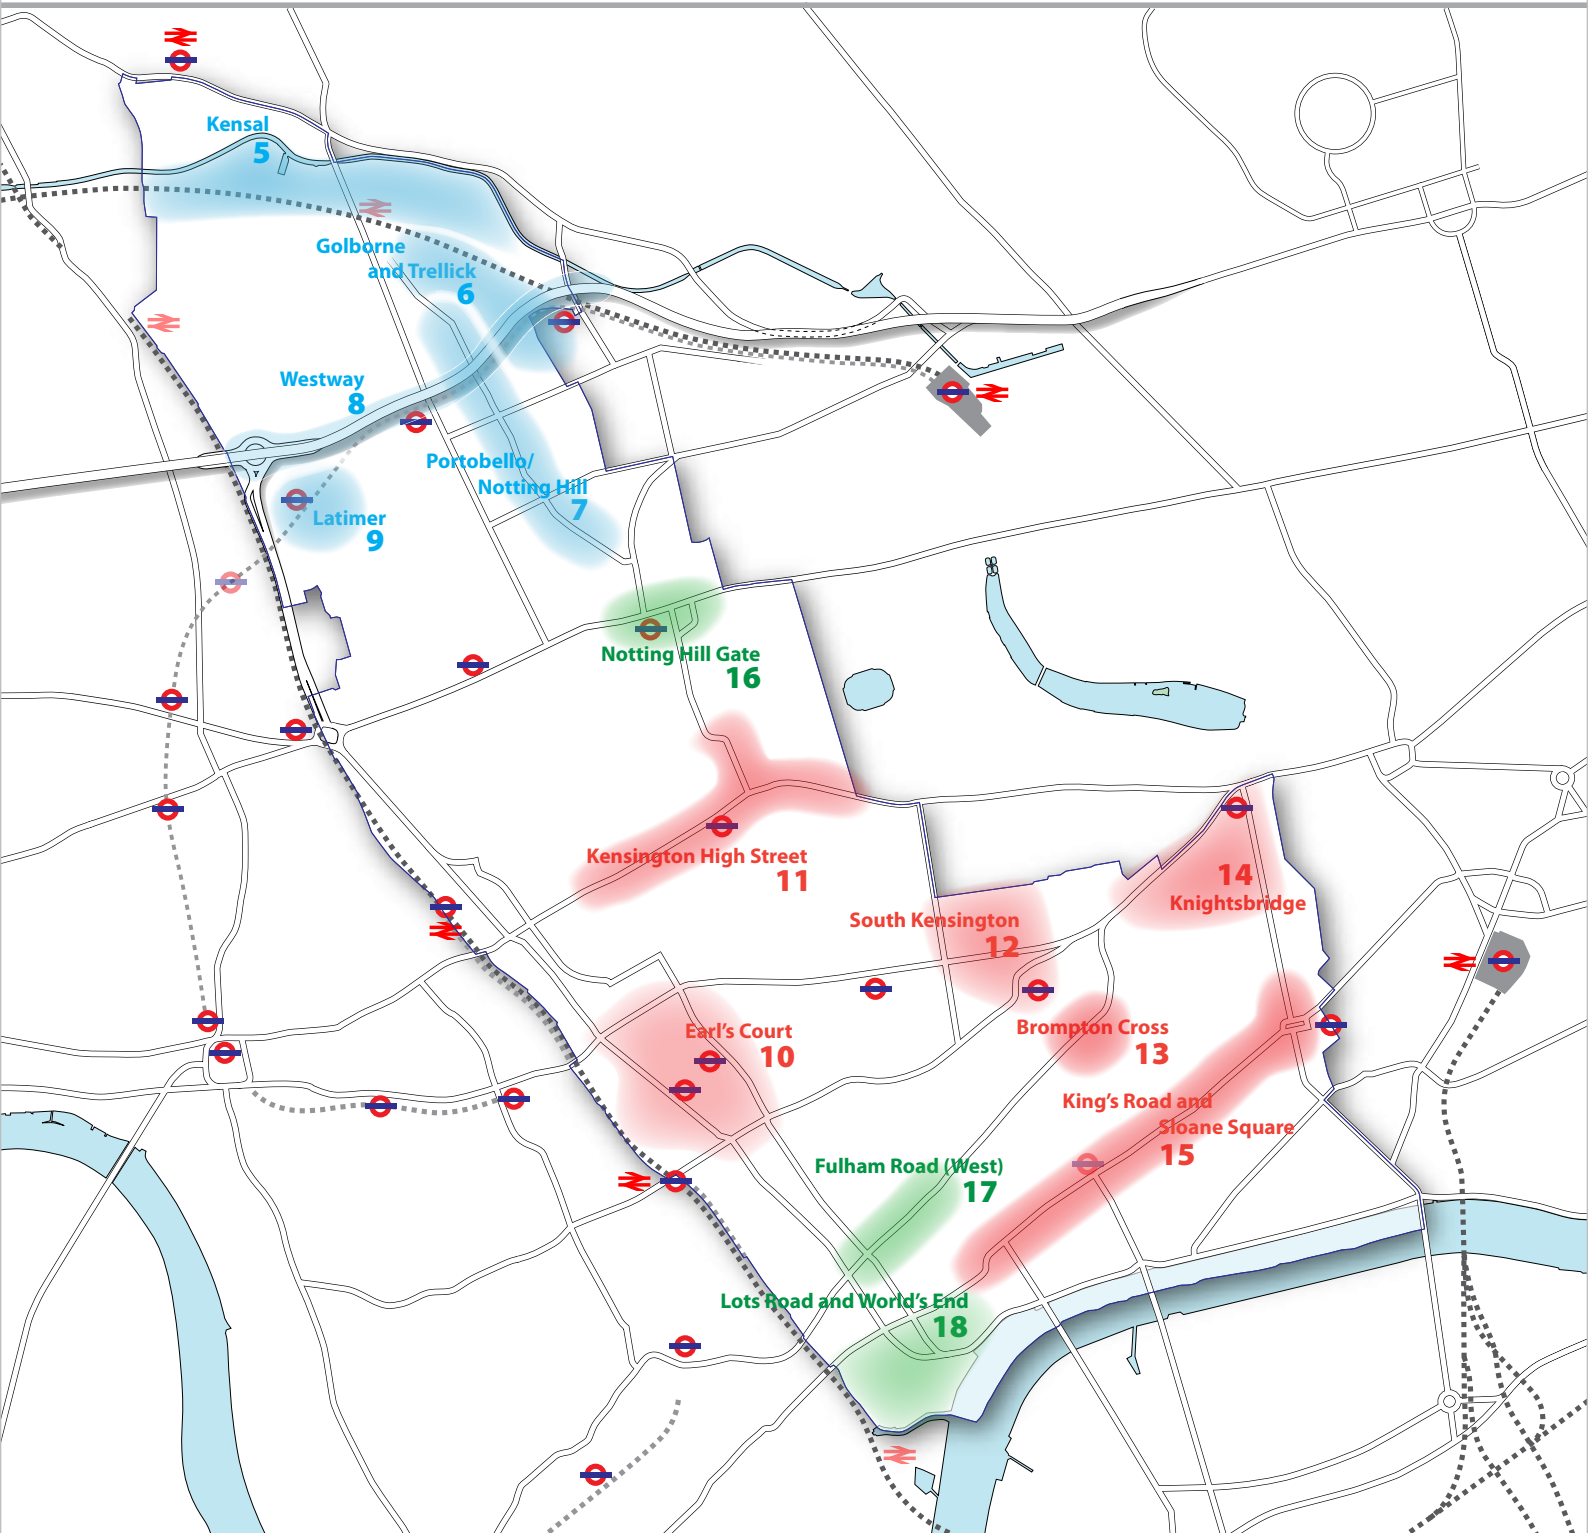 Kensal
5
Golborne
and Trellick
6
Westway
8
Portobello/
Notting Hill
7
Latimer
9
Notting Hill Gate
16
Kensington High Street
11
14
Knightsbridge
South Kensington
12
Earl's Court
10
Brompton Cross
13
King's Road and
Sloane Square
15
Fulham Road (West)
17
Lots Road and World's End
18